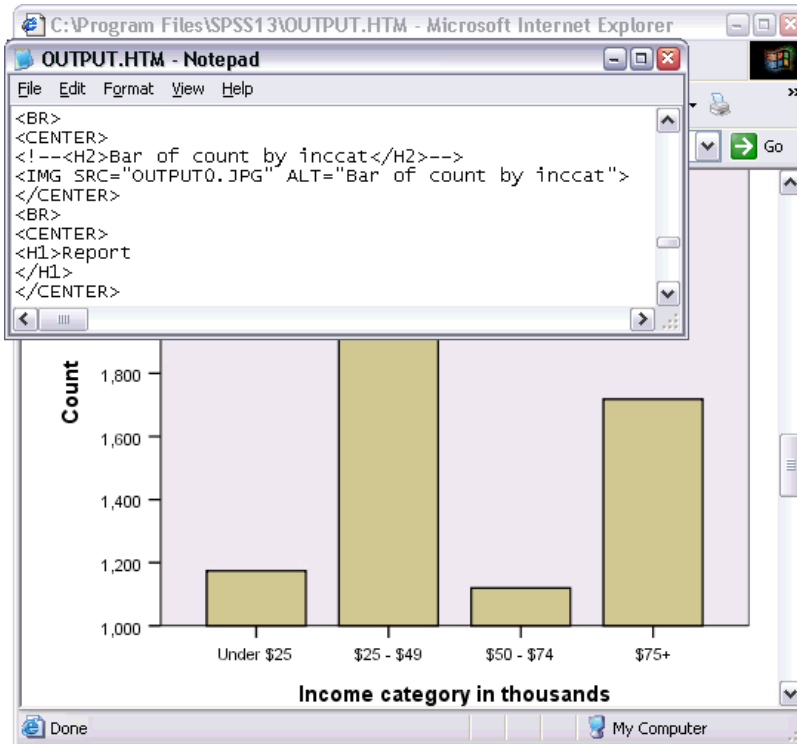 C:\Program Files\SPSS13\OUTPUT.HTM - Microsoft Internet Explorer
OUTPUT.HTM - Notepad
File Edit Format View Help
<BR>
<CENTER>
<!--<H2>Bar of count by inccat</H2>-->
<IMG SRC="OUTPUT0.JPG" ALT="Bar of count by inccat">
</CENTER>
<BR>
<CENTER>
<H1>Report
</H1>
</CENTER>
Go
Count
1,800
1,600
1,400
1,200
1,000
Under $25 $25 - $49 $50 - $74 $75+
Income category in thousands
Done My Computer